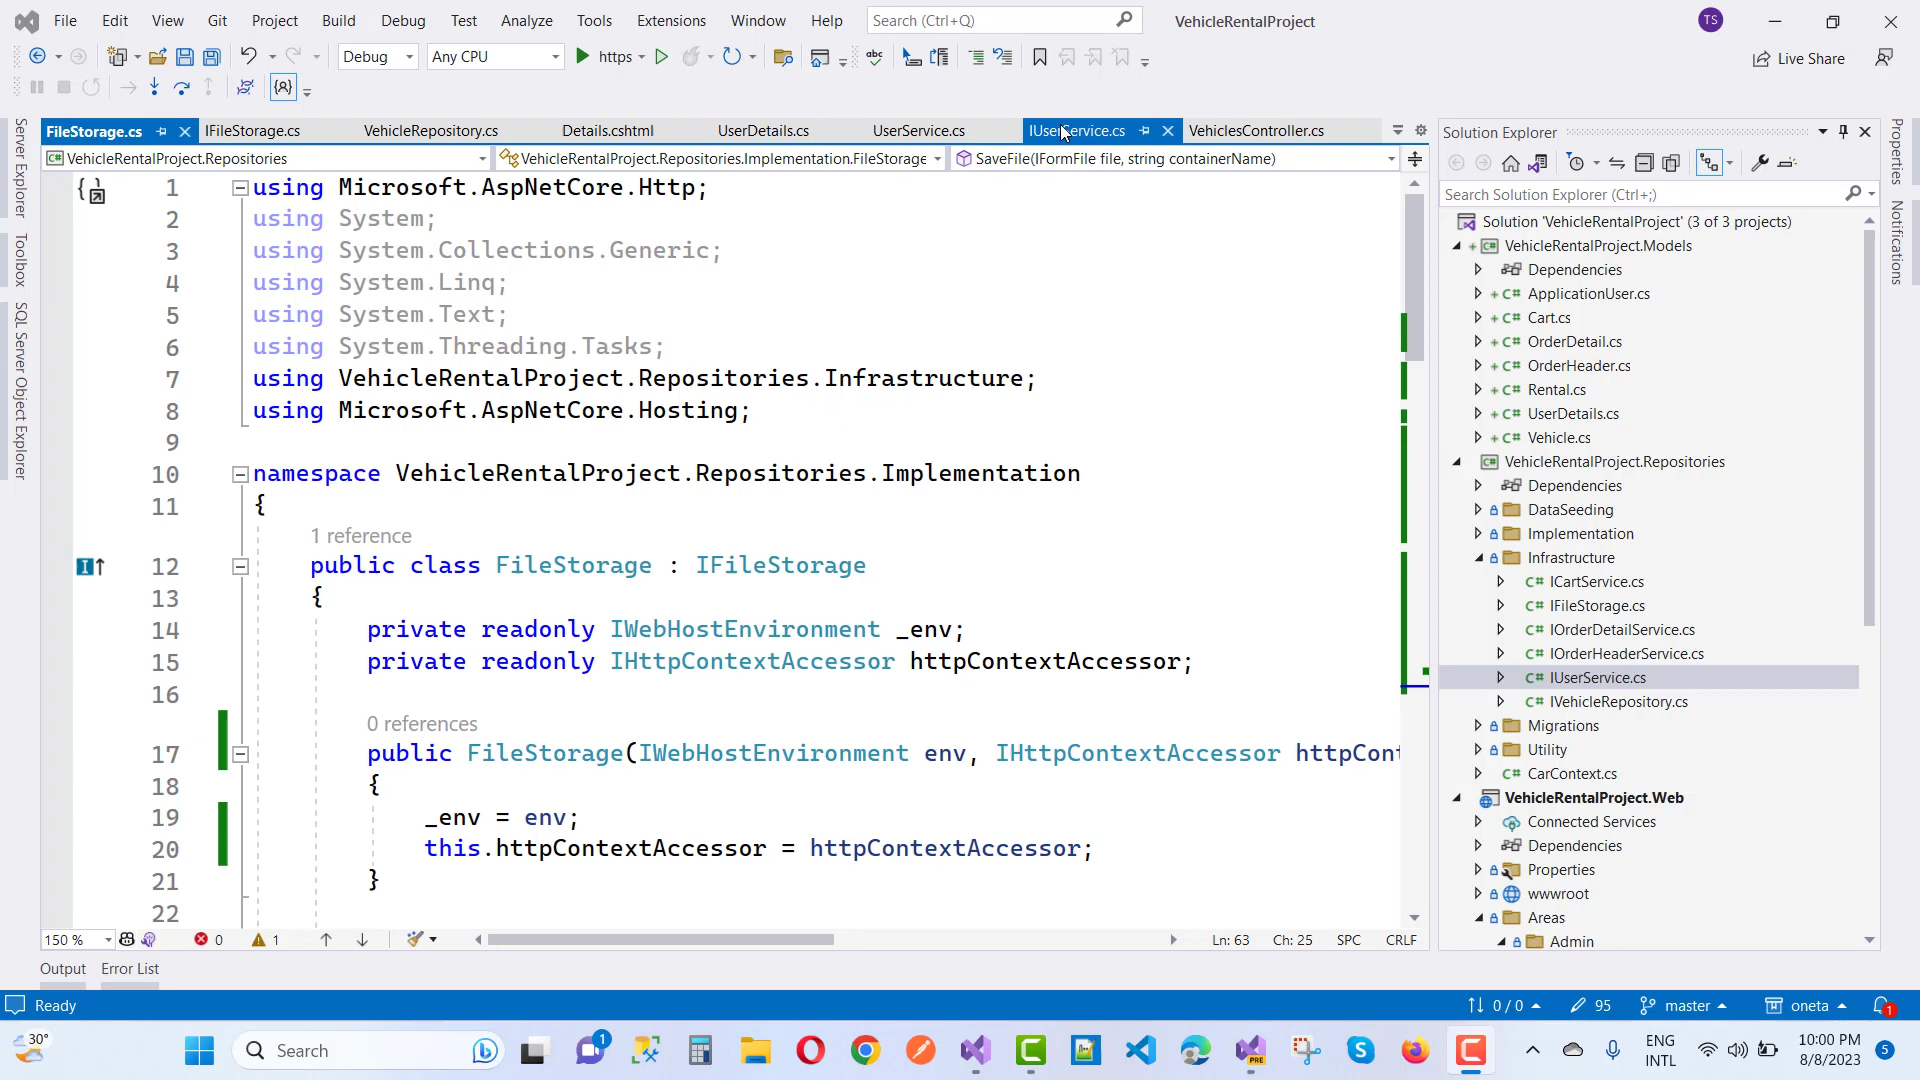 File Edit View Git Project Build Debug Test Analyze Tools Extensions Window Help Search (Ctrl+Q) VehicleRentalProject TS
Debug Any CPU https Live Share
FileStorage.cs IFileStorage.cs VehicleRepository.cs Details.cshtml UserDetails.cs UserService.cs IUserService.cs VehiclesController.cs
VehicleRentalProject.Repositories VehicleRentalProject.Repositories.Implementation.FileStorage SaveFile(IFormFile file, string containerName)
1 using Microsoft.AspNetCore.Http;
2 using System;
3 using System.Collections.Generic;
4 using System.Linq;
5 using System.Text;
6 using System.Threading.Tasks;
7 using VehicleRentalProject.Repositories.Infrastructure;
8 using Microsoft.AspNetCore.Hosting;
9
10 namespace VehicleRentalProject.Repositories.Implementation
11 {
1 reference
12 public class FileStorage : IFileStorage
13 {
14 private readonly IWebHostEnvironment _env;
15 private readonly IHttpContextAccessor httpContextAccessor;
16
0 references
17 public FileStorage(IWebHostEnvironment env, IHttpContextAccessor httpCont
18 {
19 _env = env;
20 this.httpContextAccessor = httpContextAccessor;
21 }
22
150 % 0 1 Ln: 63 Ch: 25 SPC CRLF
Output Error List
Server Explorer
Toolbox
SQL Server Object Explorer
Solution Explorer
Search Solution Explorer (Ctrl+;)
Solution 'VehicleRentalProject' (3 of 3 projects)
VehicleRentalProject.Models
Dependencies
ApplicationUser.cs
Cart.cs
OrderDetail.cs
OrderHeader.cs
Rental.cs
UserDetails.cs
Vehicle.cs
VehicleRentalProject.Repositories
Dependencies
DataSeeding
Implementation
Infrastructure
ICartService.cs
IFileStorage.cs
IOrderDetailService.cs
IOrderHeaderService.cs
IUserService.cs
IVehicleRepository.cs
Migrations
Utility
CarContext.cs
VehicleRentalProject.Web
Connected Services
Dependencies
Properties
wwwroot
Areas
Admin
Properties
Notifications
Ready 0 / 0 95 master oneta 1
30° Search 1 PRE ENG INTL 10:00 PM 8/8/2023 5